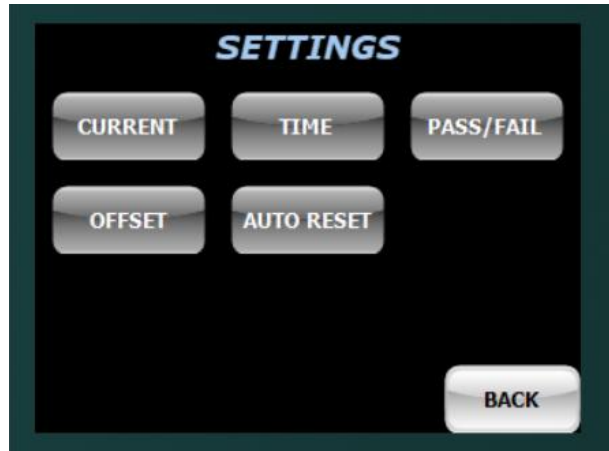 SETTINGS
CURRENT TIME PASS/FAIL
OFFSET AUTO RESET
BACK